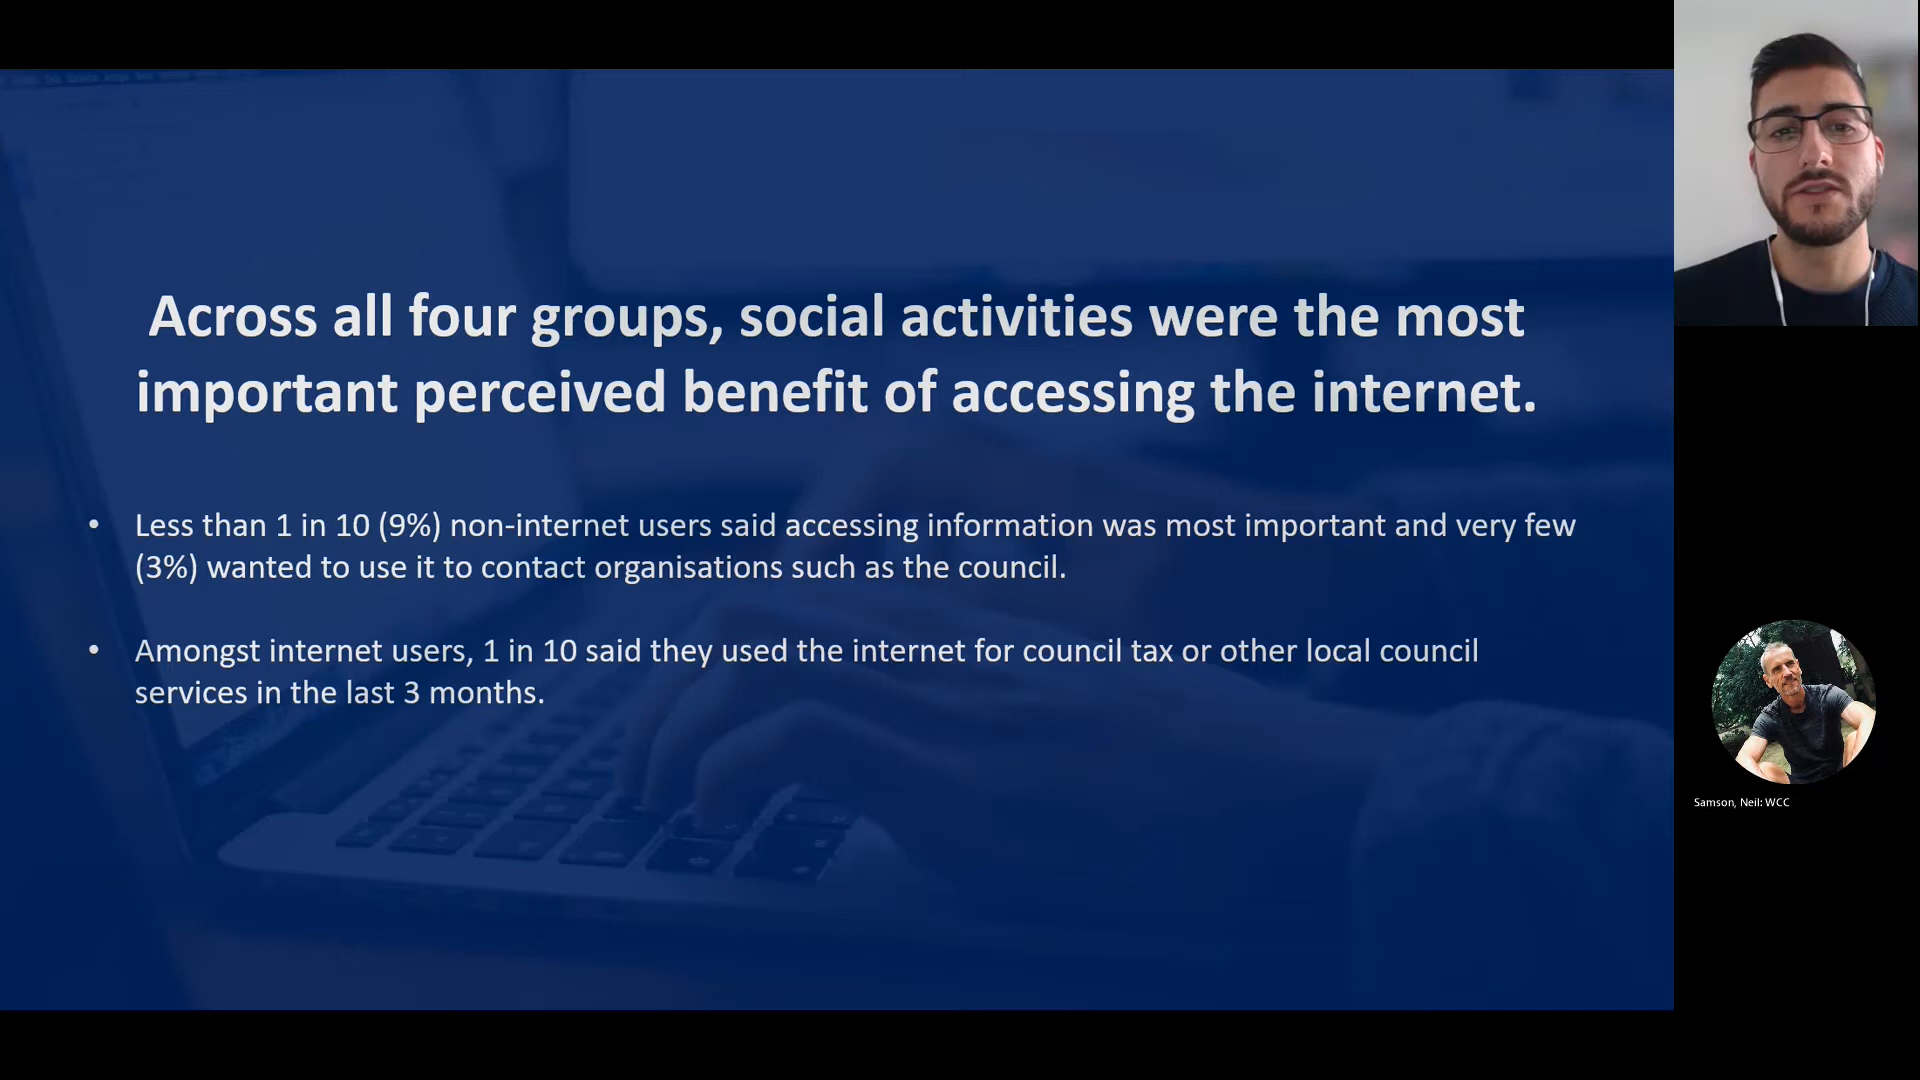 Across all four groups, social activities were the most
important perceived benefit of accessing the internet.
• Less than 1 in 10 (9%) non-internet users said accessing information was most important and very few
(3%) wanted to use it to contact organisations such as the council.
• Amongst internet users, 1 in 10 said they used the internet for council tax or other local council
services in the last 3 months.
Samson, Neil: WCC